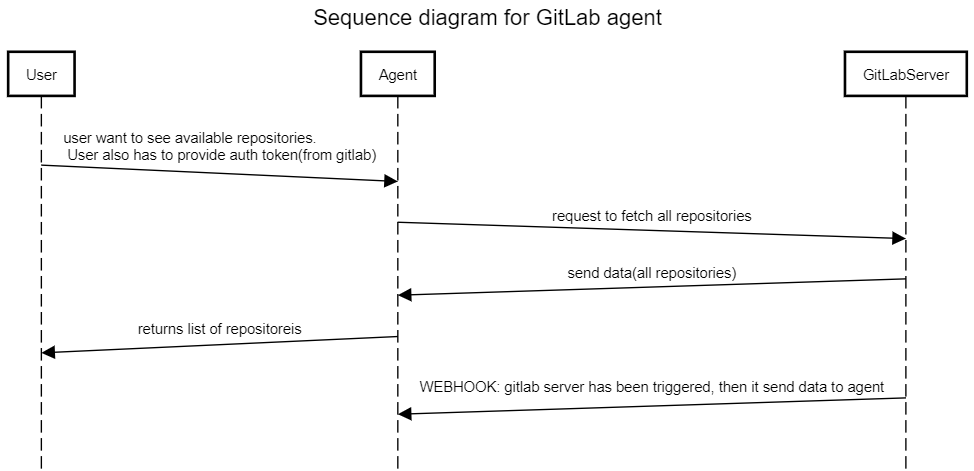 Sequence diagram for GitLab agent
User
Agent
GitLabServer
user want to see available repositories.
User also has to provide auth token(from gitlab)
request to fetch all repositories
send data(all repositories)
returns list of repositoreis
WEBHOOK: gitlab server has been triggered, then it send data to agent